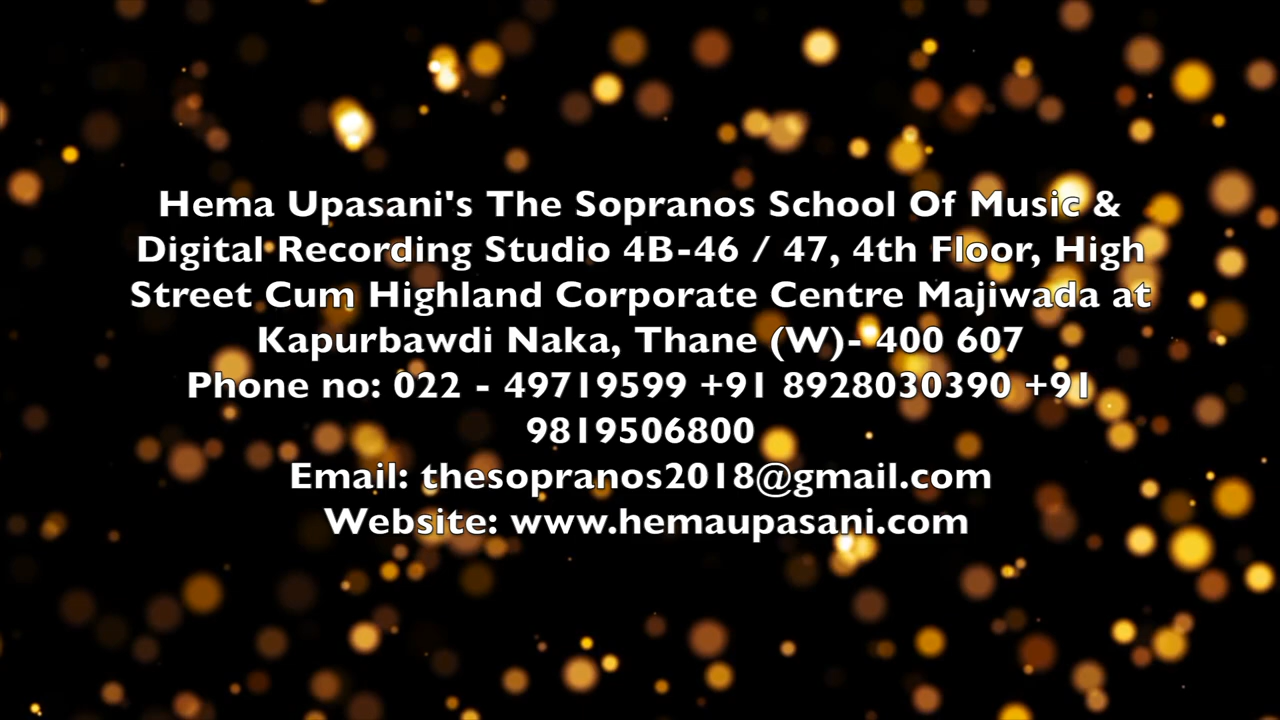 Hema Upasani's The Sopranos School Of Music &
Digital Recording Studio 4B-46 / 47, 4th Floor, High
Street Cum Highland Corporate Centre Majiwada at
Kapurbawdi Naka, Thane (W)- 400 607
Phone no: 022 - 49719599 +91 8928030390 +91
9819506800
Email: thesopranos2018@gmail.com
Website: www.hemaupasani.com